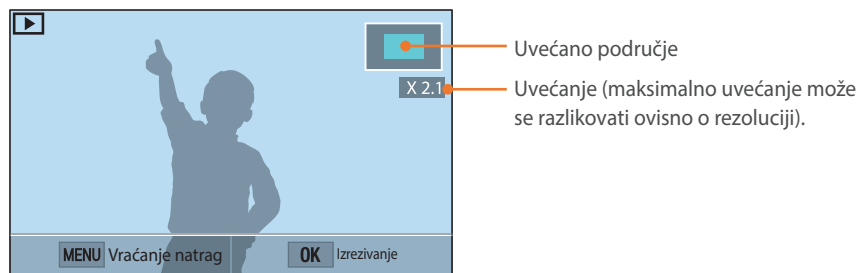 Uvećano područje
X 2.1
Uvećanje (maksimalno uvećanje može
se razlikovati ovisno o rezoluciji).
MENU Vraćanje natrag
OK Izrezivanje